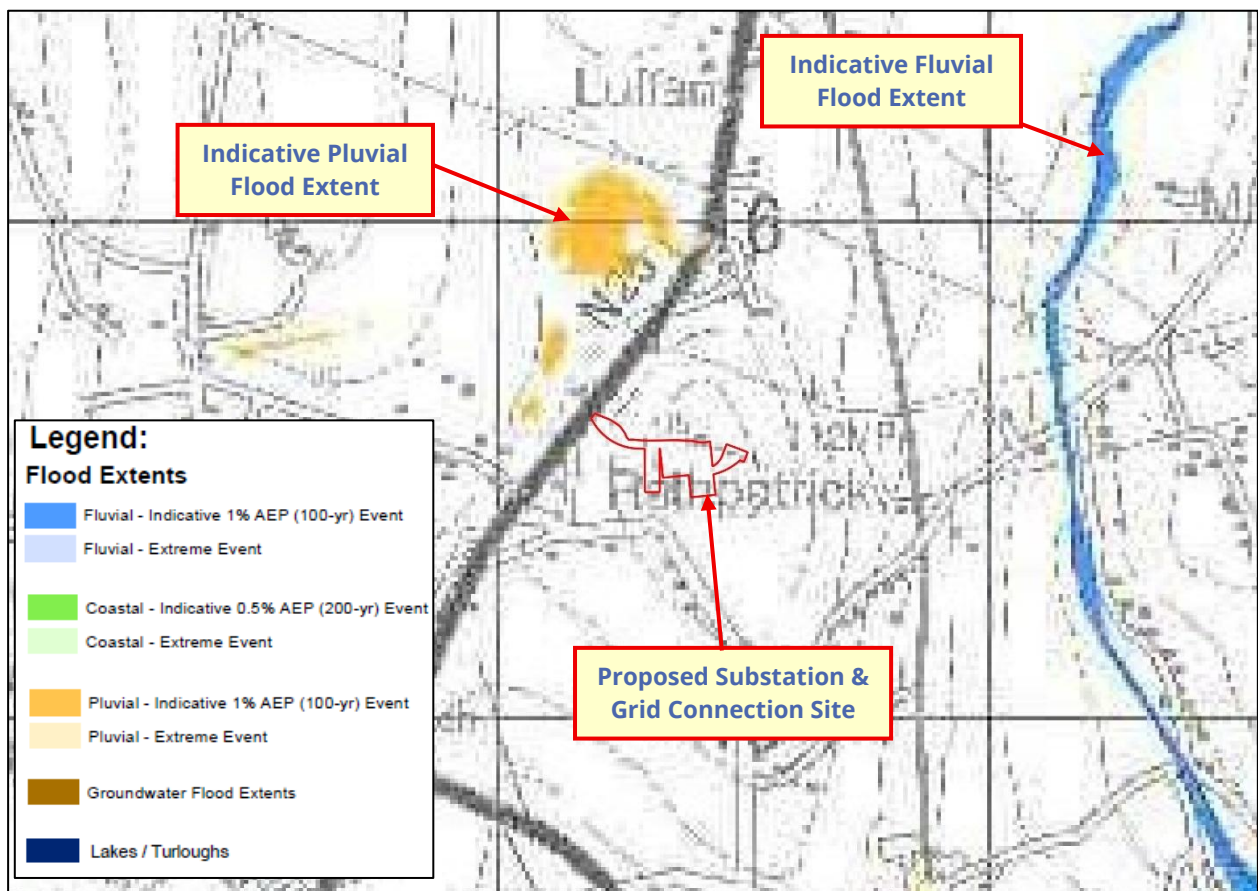 Indicative Fluvial
Flood Extent
Indicative Pluvial
Flood Extent
6
Legend:
Flood Extents
Fluvial - Indicative 1% AEP (100-yr) Event
Fluvial - Extreme Event
Coastal - Indicative 0.5% AEP (200-yr) Event
Coastal - Extreme Event
Pluvial - Indicative 1% AEP (100-yr) Event
Pluvial - Extreme Event
Groundwater Flood Extents
Lakes / Turloughs
Proposed Substation &
Grid Connection Site